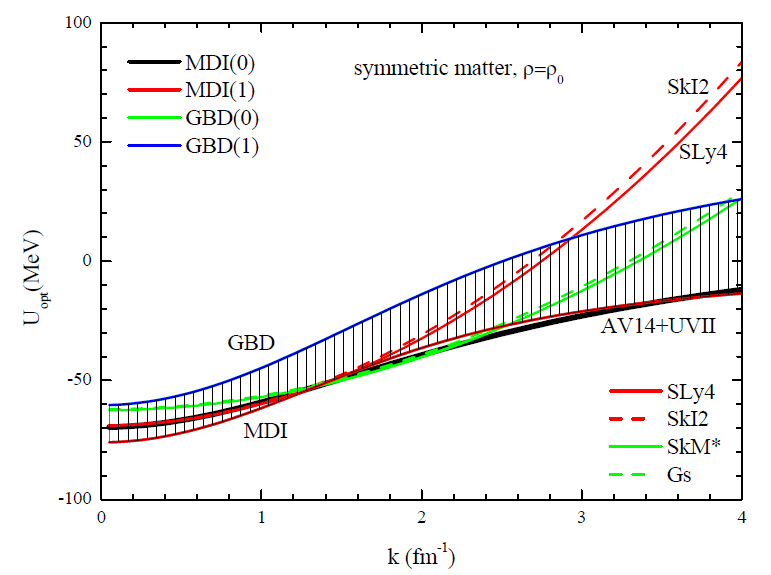 100
50
0
-50
-100
U_opt(MeV)
MDI(0)
MDI(1)
GBD(0)
GBD(1)
symmetric matter, ρ=ρ₀
SkI2
SLy4
GBD
MDI
AV14+UVII
SLy4
SkI2
SkM*
Gs
0
1
2
3
4
k (fm⁻¹)